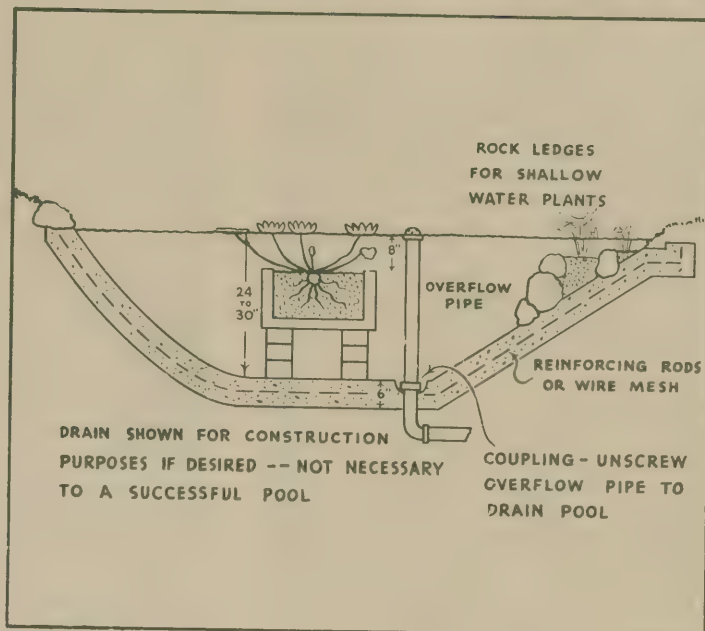 ROCK LEDGES
FOR SHALLOW
WATER PLANTS
8"
24
TO
30"
OVERFLOW
PIPE
REINFORCING RODS
OR WIRE MESH
6"
DRAIN SHOWN FOR CONSTRUCTION
PURPOSES IF DESIRED -- NOT NECESSARY
TO A SUCCESSFUL POOL
COUPLING - UNSCREW
OVERFLOW PIPE TO
DRAIN POOL